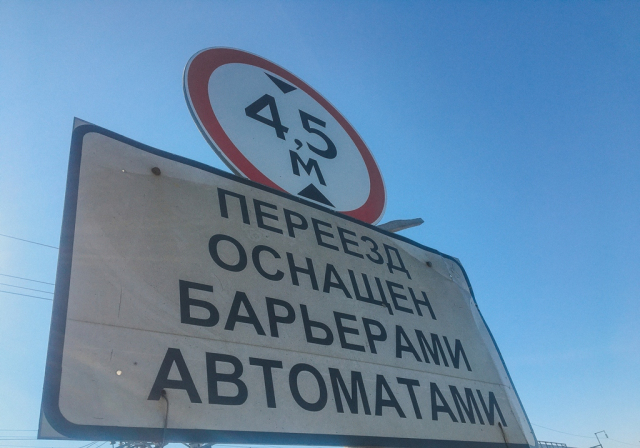 4,5
М
ПЕРЕЕЗД
ОСНАЩЕН
БАРЬЕРАМИ
АВТОМАТАМИ